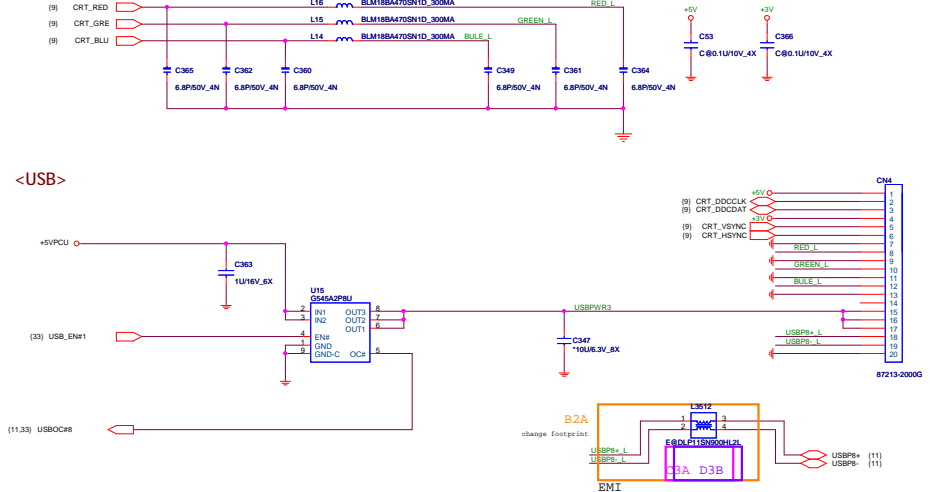 (9) CRT_RED L16 BLM18BA470SN1D_300MA RED_L
(9) CRT_GRE L15 BLM18BA470SN1D_300MA GREEN_L
(9) CRT_BLU L14 BLM18BA470SN1D_300MA BULE_L
+5V +3V
C53 C366
C@0.1U/10V_4X C@0.1U/10V_4X
C365 C362 C360 C349 C361 C364
6.8P/50V_4N 6.8P/50V_4N 6.8P/50V_4N 6.8P/50V_4N 6.8P/50V_4N 6.8P/50V_4N
<USB>
CN4
+5V 1
(9) CRT_DDCCLK 2
(9) CRT_DDCDAT 3
+3V 4
(9) CRT_VSYNC 5
(9) CRT_HSYNC 6
7
RED_L 8
9
GREEN_L 10
11
BULE_L 12
13
14
15
16
17
USBP8+_L 18
USBP8-_L 19
20
87213-2000G
+5VPCU
C363
1U/16V_6X
U15
G545A2P8U
2 IN1 OUT3 8
3 IN2 OUT2 7
OUT1 6
4 EN#
1 GND
9 GND-C OC# 5
USBPWR3
(33) USB_EN#1
C347
*10U/6.3V_8X
(11,33) USBOC#8
B2A
change footprint
L3512
1 3
2 4
E@DLP11SN900HL2L
USBP8+_L
USBP8-_L
USBP8+ (11)
USBP8- (11)
C3A D3B
EMI